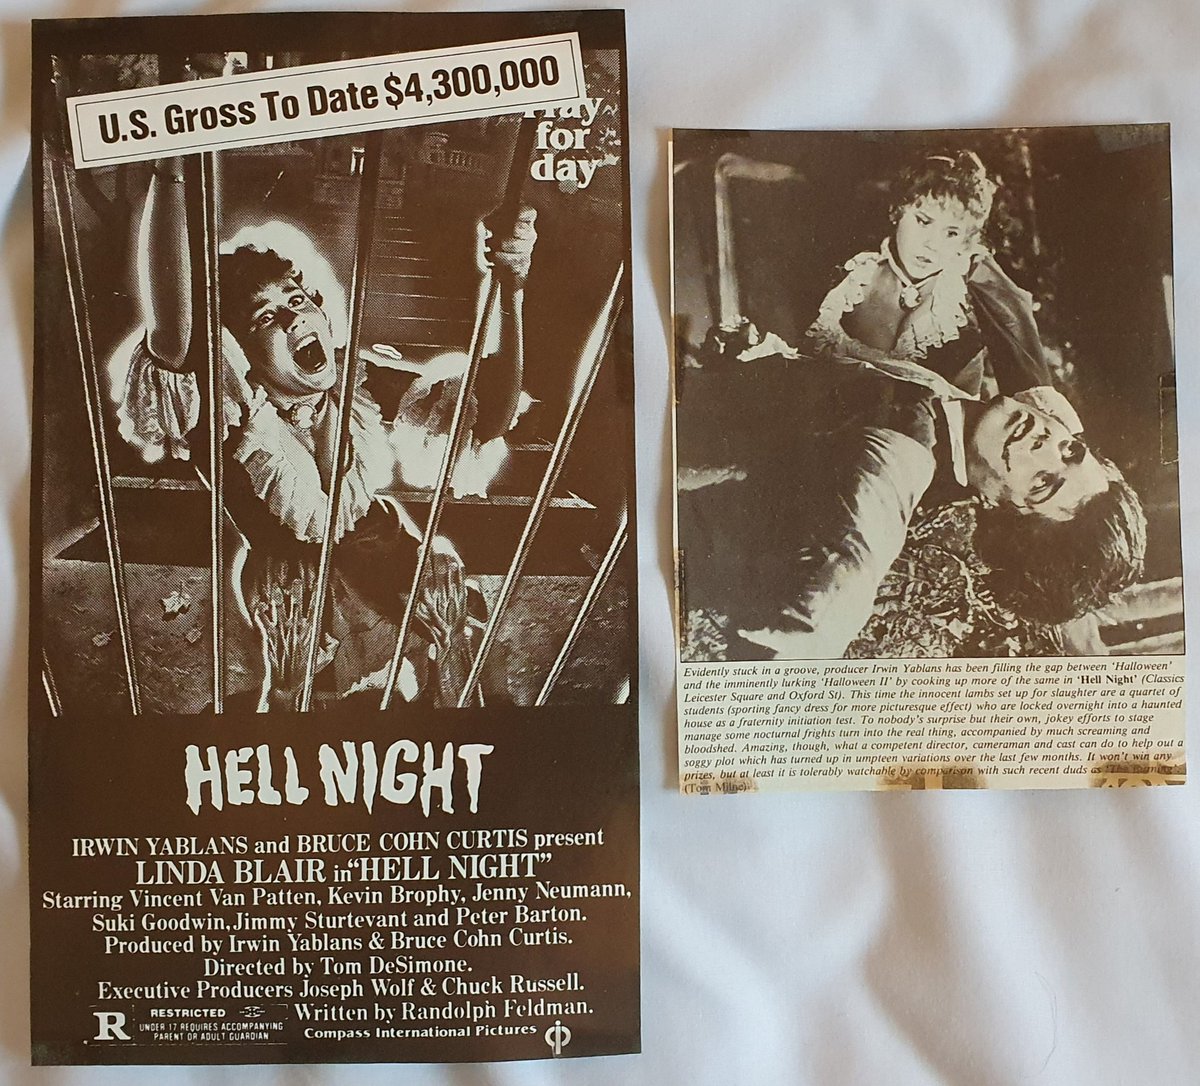 U.S. Gross To Date $4,300,000
for
day
HELL NIGHT
IRWIN YABLANS and BRUCE COHN CURTIS present
LINDA BLAIR in "HELL NIGHT"
Starring Vincent Van Patten, Kevin Brophy, Jenny Neumann,
Suki Goodwin, Jimmy Sturtevant and Peter Barton.
Produced by Irwin Yablans & Bruce Cohn Curtis.
Directed by Tom DeSimone.
Executive Producers Joseph Wolf & Chuck Russell.
Written by Randolph Feldman.
R RESTRICTED
UNDER 17 REQUIRES ACCOMPANYING
PARENT OR ADULT GUARDIAN
Compass International Pictures
Evidently stuck in a groove, producer Irwin Yablans has been filling the gap between 'Halloween'
and the imminently lurking 'Halloween II' by cooking up more of the same in 'Hell Night' (Classics
Leicester Square and Oxford St). This time the innocent lambs set up for slaughter are a quartet of
students (sporting fancy dress for more picturesque effect) who are locked overnight into a haunted
house as a fraternity initiation test. To nobody's surprise but their own, jokey efforts to stage
manage some nocturnal frights turn into the real thing, accompanied by much screaming and
bloodshed. Amazing, though, what a competent director, cameraman and cast can do to help out a
soggy plot which has turned up in umpteen variations over the last few months. It won't win any
prizes, but at least it is tolerably watchable by comparison with such recent duds as 'The Burning'.
(Tom Milne)